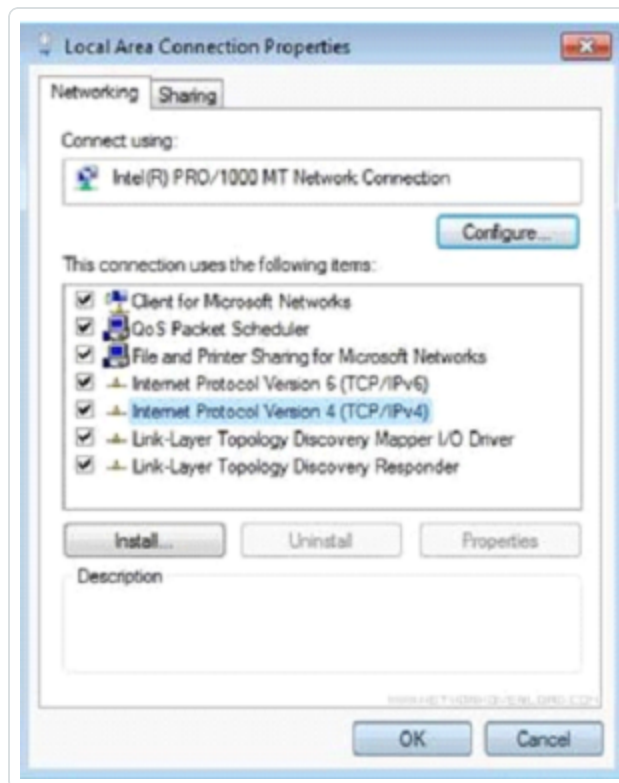 Local Area Connection Properties
Networking
Sharing
Connect using:
Intel(R) PRO/1000 MT Network Connection
Configure...
This connection uses the following items:
Client for Microsoft Networks
QoS Packet Scheduler
File and Printer Sharing for Microsoft Networks
Internet Protocol Version 6 (TCP/IPv6)
Internet Protocol Version 4 (TCP/IPv4)
Link-Layer Topology Discovery Mapper I/O Driver
Link-Layer Topology Discovery Responder
Install...
Uninstall
Properties
Description
OK
Cancel